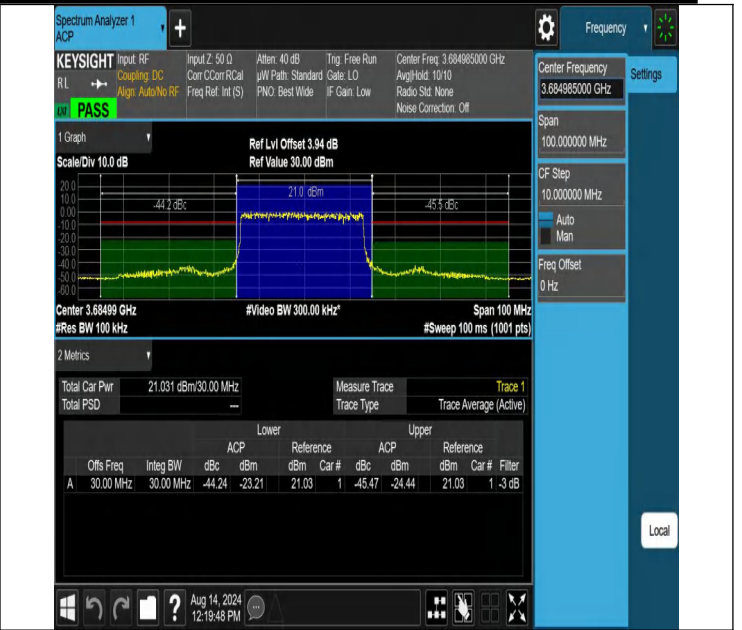 Spectrum Analyzer 1
ACP
+
Frequency
KEYSIGHT
RL
LXI PASS
Input: RF
Coupling: DC
Align: Auto/No RF
Input Z: 50 Ω
Corr CCorr RCal
Freq Ref: Int (S)
Atten: 40 dB
µW Path: Standard
PNO: Best Wide
Trig: Free Run
Gate: LO
IF Gain: Low
Center Freq: 3.684985000 GHz
Avg|Hold: 10/10
Radio Std: None
Noise Correction: Off
Center Frequency
3.684985000 GHz
Settings
Span
100.000000 MHz
CF Step
10.000000 MHz
Auto
Man
Freq Offset
0 Hz
1 Graph
Scale/Div 10.0 dB
Ref Lvl Offset 3.94 dB
Ref Value 30.00 dBm
20.0
10.0
0.00
-10.0
-20.0
-30.0
-40.0
-50.0
-60.0
-44.2 dBc
21.0 dBm
-45.5 dBc
Center 3.68499 GHz
#Video BW 300.00 kHz*
Span 100 MHz
#Res BW 100 kHz
#Sweep 100 ms (1001 pts)
2 Metrics
Total Car Pwr 21.031 dBm/30.00 MHz
Total PSD ---
Measure Trace Trace 1
Trace Type Trace Average (Active)
Lower Upper
ACP Reference ACP Reference
Offs Freq Integ BW dBc dBm dBm Car # dBc dBm dBm Car # Filter
A 30.00 MHz 30.00 MHz -44.24 -23.21 21.03 1 -45.47 -24.44 21.03 1 -3 dB
Local
?
Aug 14, 2024
12:19:48 PM